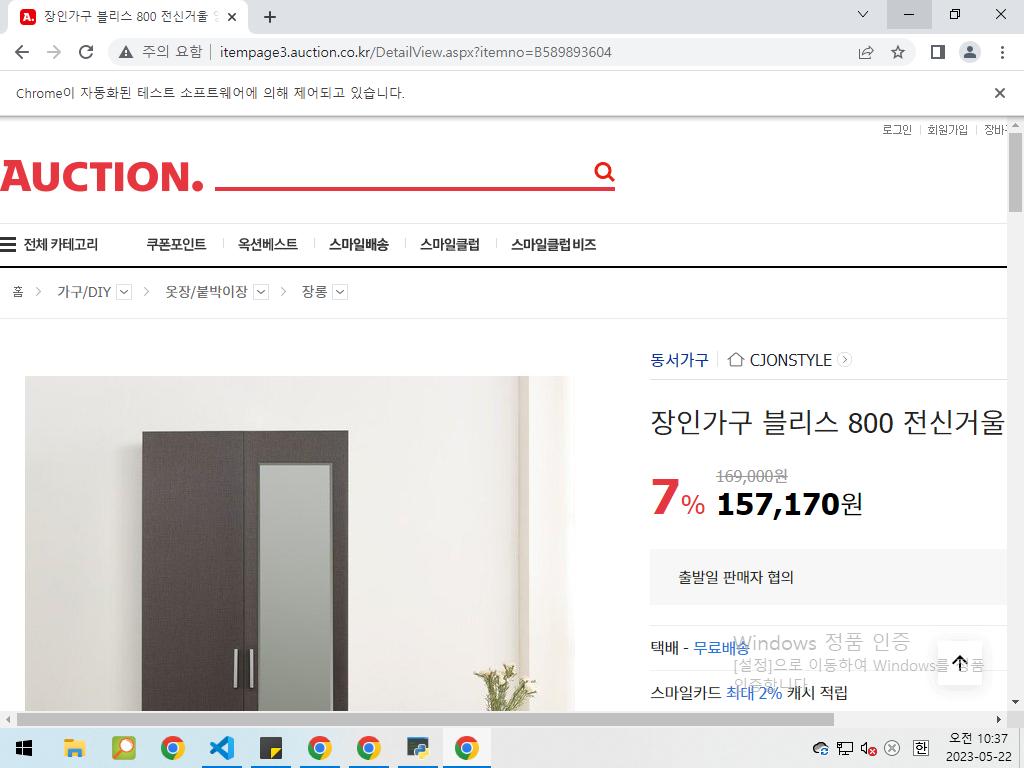 장인가구 블리스 800 전신거울
주의 요함
itempage3.auction.co.kr/DetailView.aspx?itemno=B589893604
Chrome이 자동화된 테스트 소프트웨어에 의해 제어되고 있습니다.
로그인 회원가입 장바
AUCTION.
전체 카테고리 쿠폰포인트 옥션베스트 스마일배송 스마일클럽 스마일클럽 비즈
홈 가구/DIY 옷장/붙박이장 장롱
동서가구 CJONSTYLE
장인가구 블리스 800 전신거울
7% 169,000원
157,170원
출발일 판매자 협의
택배 - 무료배송
Windows 정품 인증
[설정]으로 이동하여 Windows를 정품
인증합니다.
스마일카드 최대 2% 캐시 적립
한
오전 10:37
2023-05-22